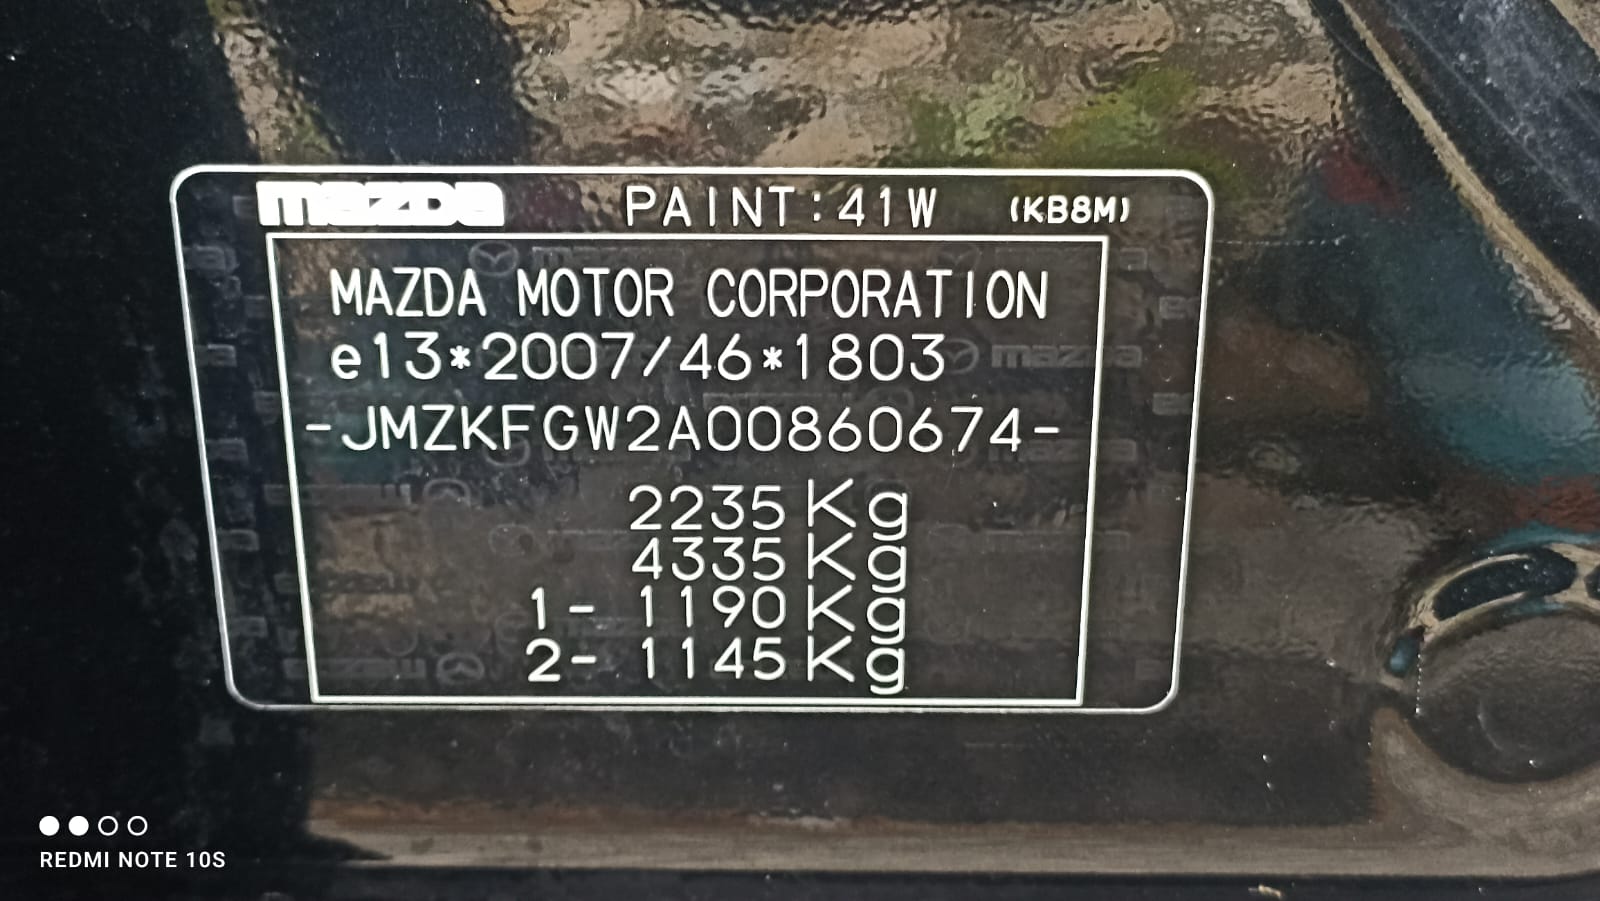 mazda PAINT:41W (KB8M)
MAZDA MOTOR CORPORATION
e13*2007/46*1803
-JMZKFGW2A00860674-
2235Kg
4335Kg
1- 1190Kg
2- 1145Kg
REDMI NOTE 10S